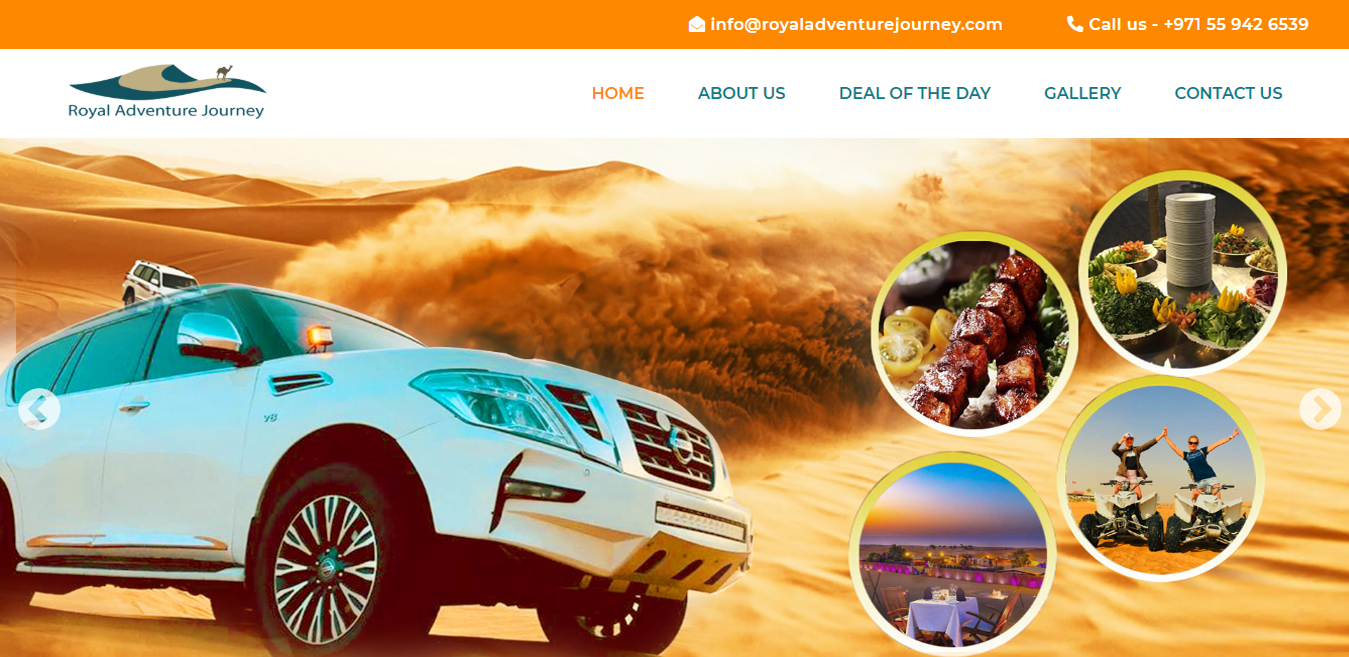 info@royaladventurejourney.com
Call us - +971 55 942 6539
Royal Adventure Journey
HOME
ABOUT US
DEAL OF THE DAY
GALLERY
CONTACT US
V8